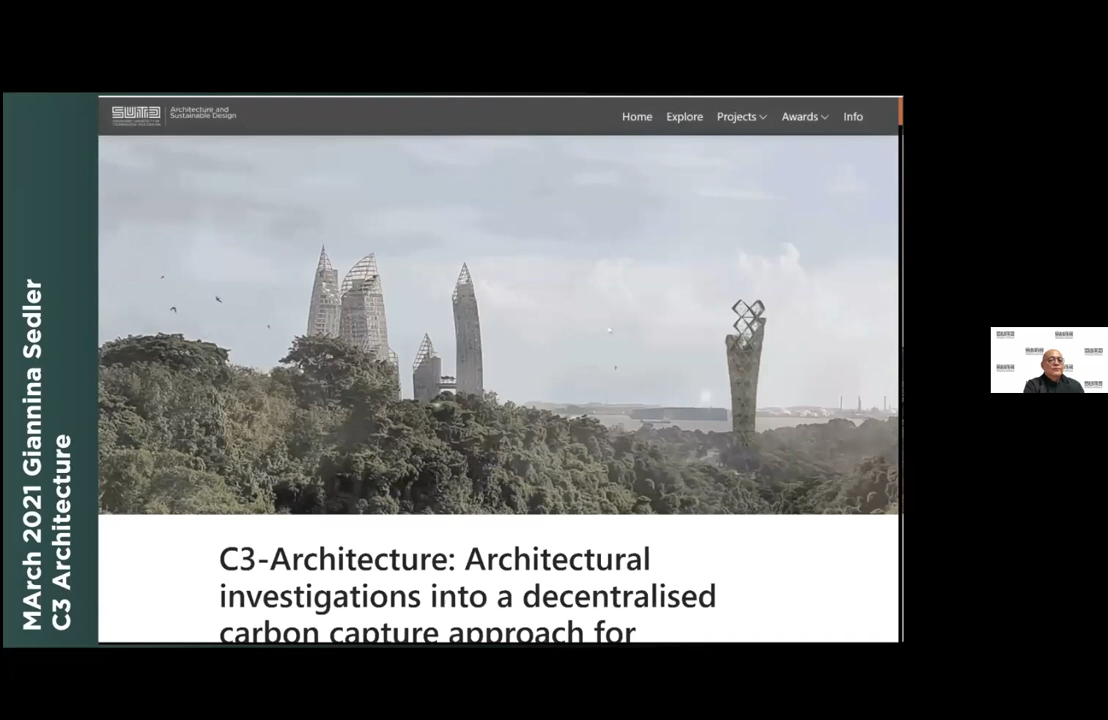 MArch 2021 Giannina Sedler
C3 Architecture
SUTD
Architecture and
Sustainable Design
Home Explore Projects Awards Info
C3-Architecture: Architectural
investigations into a decentralised
carbon capture approach for